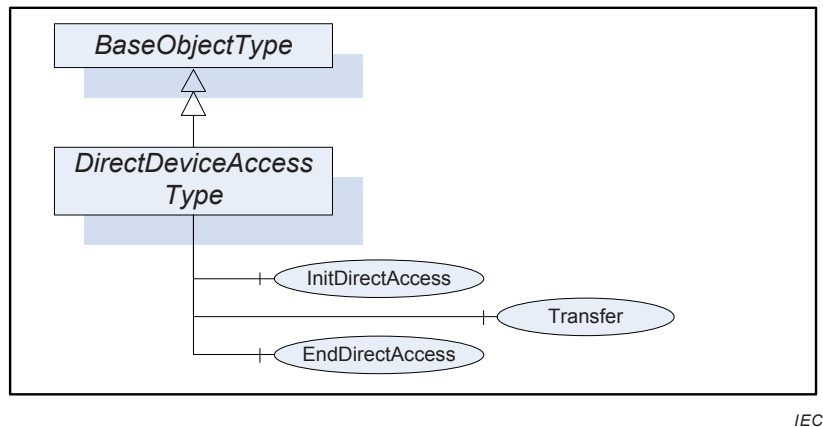 BaseObjectType
DirectDeviceAccess
Type
InitDirectAccess
Transfer
EndDirectAccess
IEC